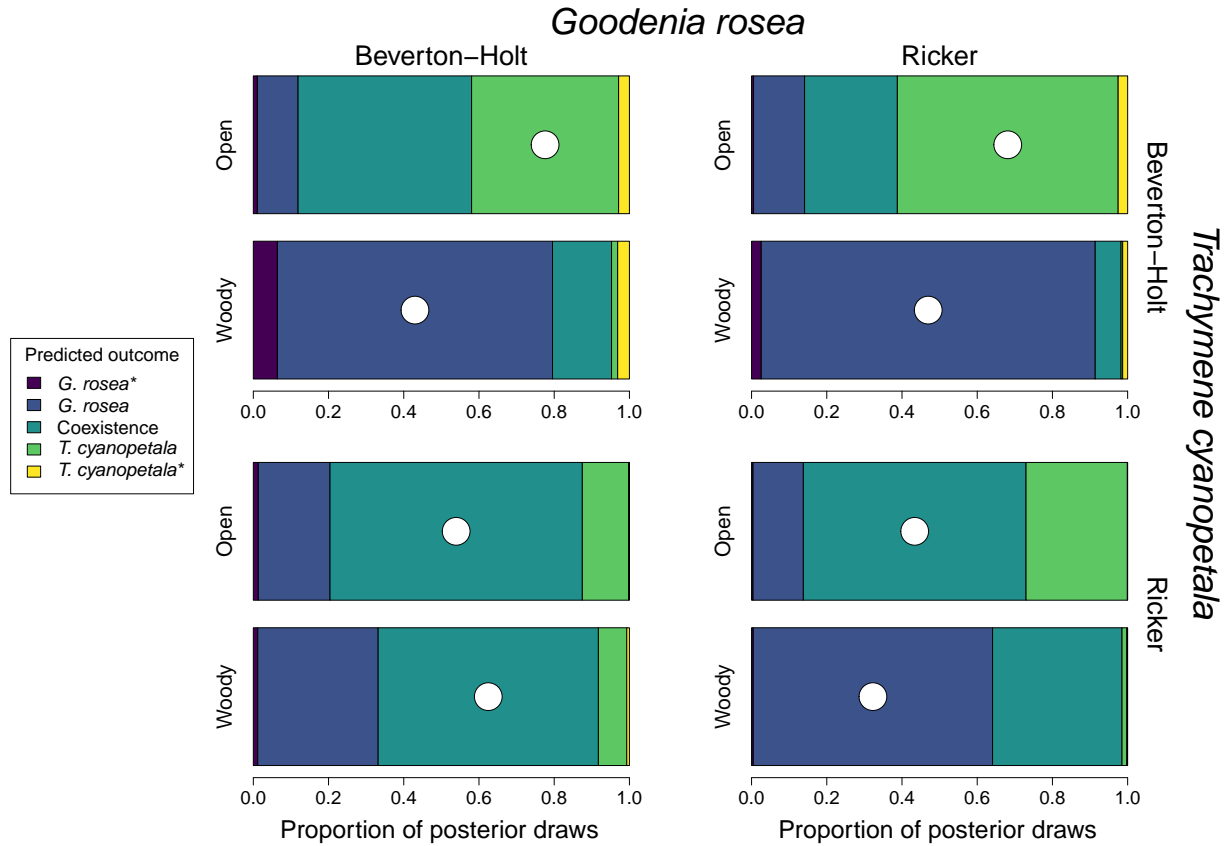 Goodenia rosea
Beverton−Holt
Ricker
Open
Woody
0.0 0.2 0.4 0.6 0.8 1.0
Open
Woody
0.0 0.2 0.4 0.6 0.8 1.0
Beverton−Holt
Trachymene cyanopetala
Predicted outcome
G. rosea*
G. rosea
Coexistence
T. cyanopetala
T. cyanopetala*
Open
Woody
0.0 0.2 0.4 0.6 0.8 1.0
Proportion of posterior draws
Open
Woody
0.0 0.2 0.4 0.6 0.8 1.0
Proportion of posterior draws
Ricker